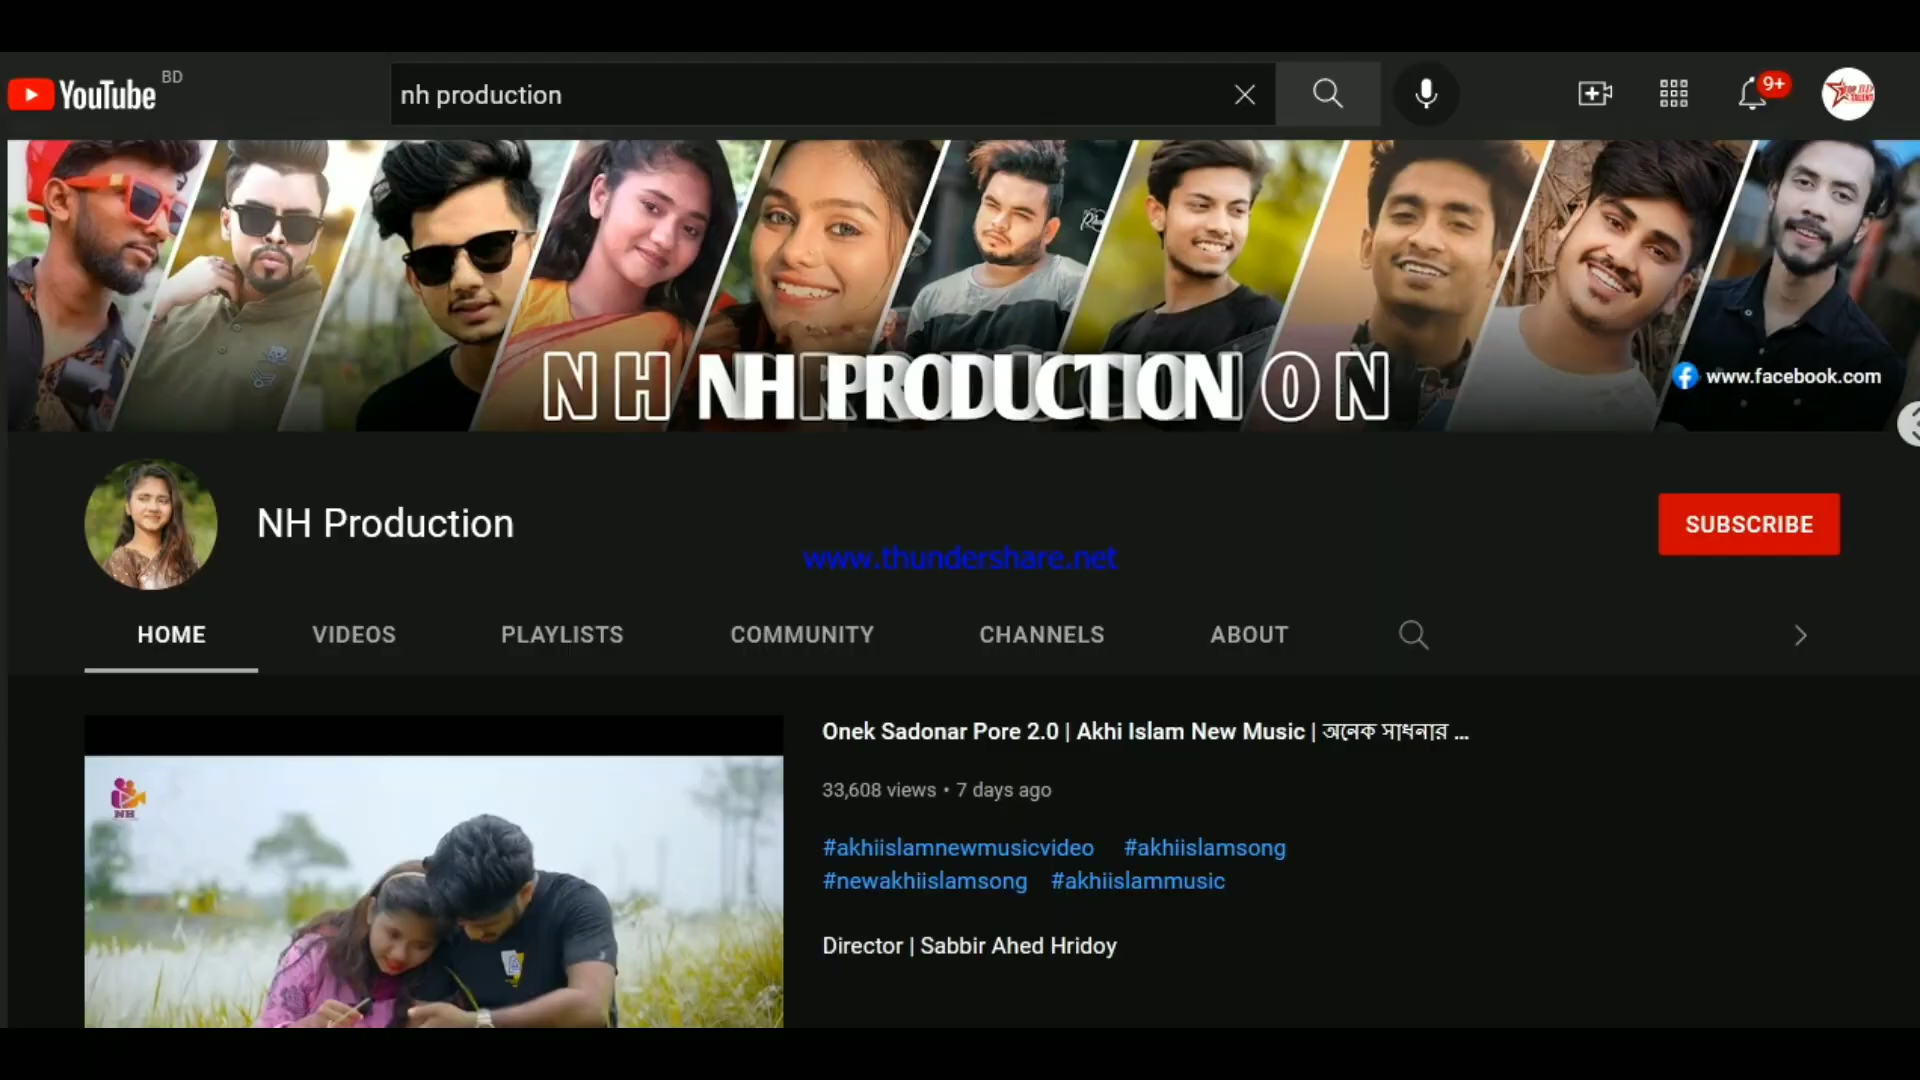 YouTube BD
nh production
9+
NH NH PRODUCTION ON
www.facebook.com
NH Production
SUBSCRIBE
www.thundershare.net
HOME VIDEOS PLAYLISTS COMMUNITY CHANNELS ABOUT
Onek Sadonar Pore 2.0 | Akhi Islam New Music | অনেক সাধনার ...
33,608 views • 7 days ago
NH
#akhiislamnewmusicvideo #akhiislamsong
#newakhiislamsong #akhiislammusic
Director | Sabbir Ahed Hridoy